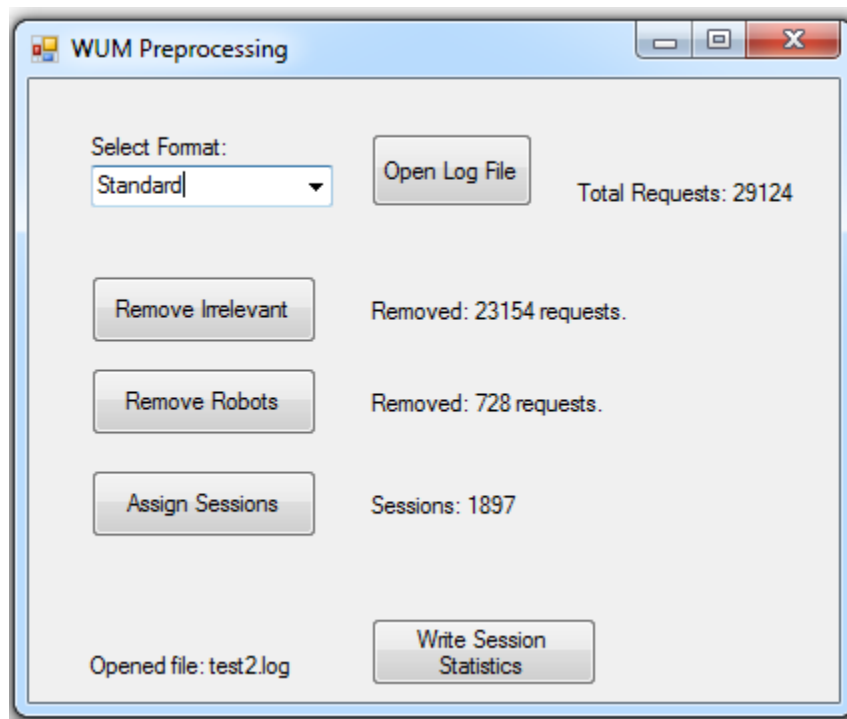 WUM Preprocessing
Select Format:
Standard
Open Log File
Total Requests: 29124
Remove Irrelevant
Removed: 23154 requests.
Remove Robots
Removed: 728 requests.
Assign Sessions
Sessions: 1897
Opened file: test2.log
Write Session
Statistics